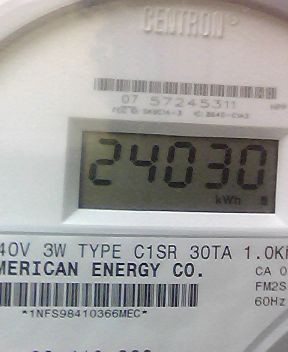 CENTRON®
07 57245311
24030
kWh
40V 3W TYPE C1SR 30TA 1.0K
MERICAN ENERGY CO. CA 0
FM2S
60Hz
*1NFS98410366MEC*